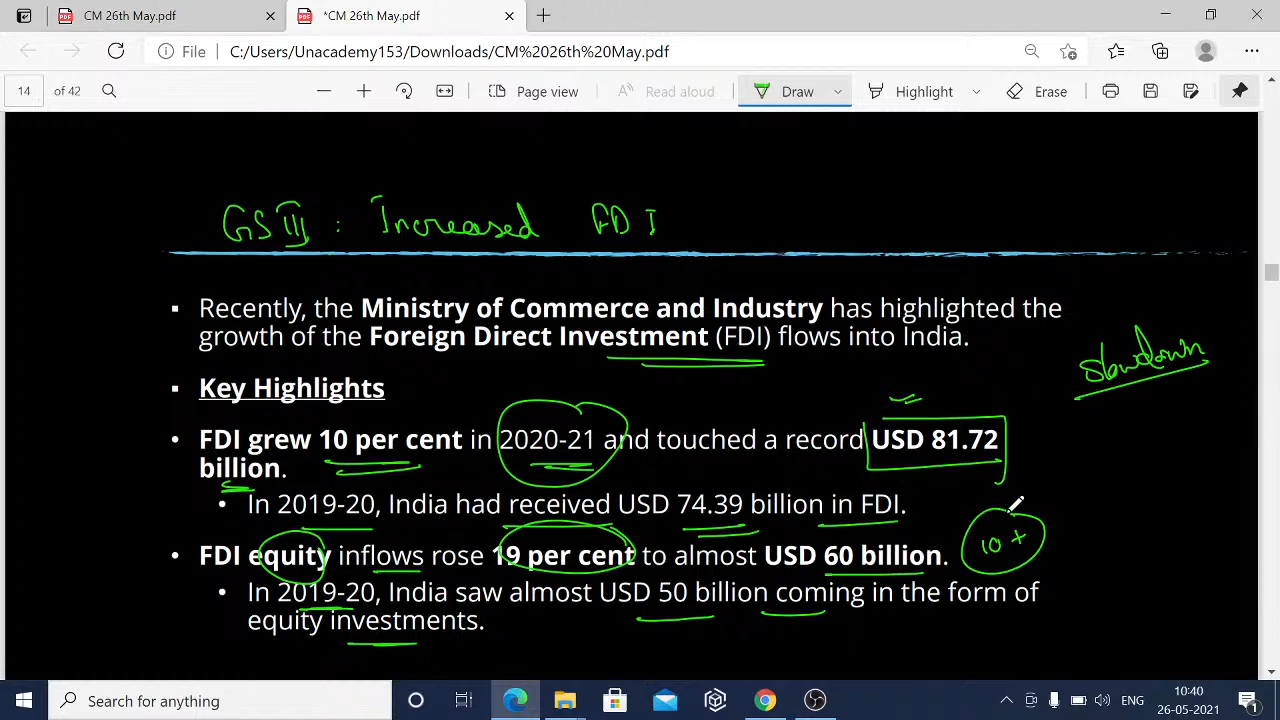 CM 26th May.pdf
*CM 26th May.pdf
File C:/Users/Unacademy153/Downloads/CM%2026th%20May.pdf
14 of 42 Page view Read aloud Draw Highlight Erase
GS III : Increased FDI
Recently, the Ministry of Commerce and Industry has highlighted the
growth of the Foreign Direct Investment (FDI) flows into India.
slowdown
Key Highlights
FDI grew 10 per cent in 2020-21 and touched a record USD 81.72
billion.
In 2019-20, India had received USD 74.39 billion in FDI.
10 +
FDI equity inflows rose 19 per cent to almost USD 60 billion.
In 2019-20, India saw almost USD 50 billion coming in the form of
equity investments.
Search for anything
ENG
10:40
26-05-2021
1